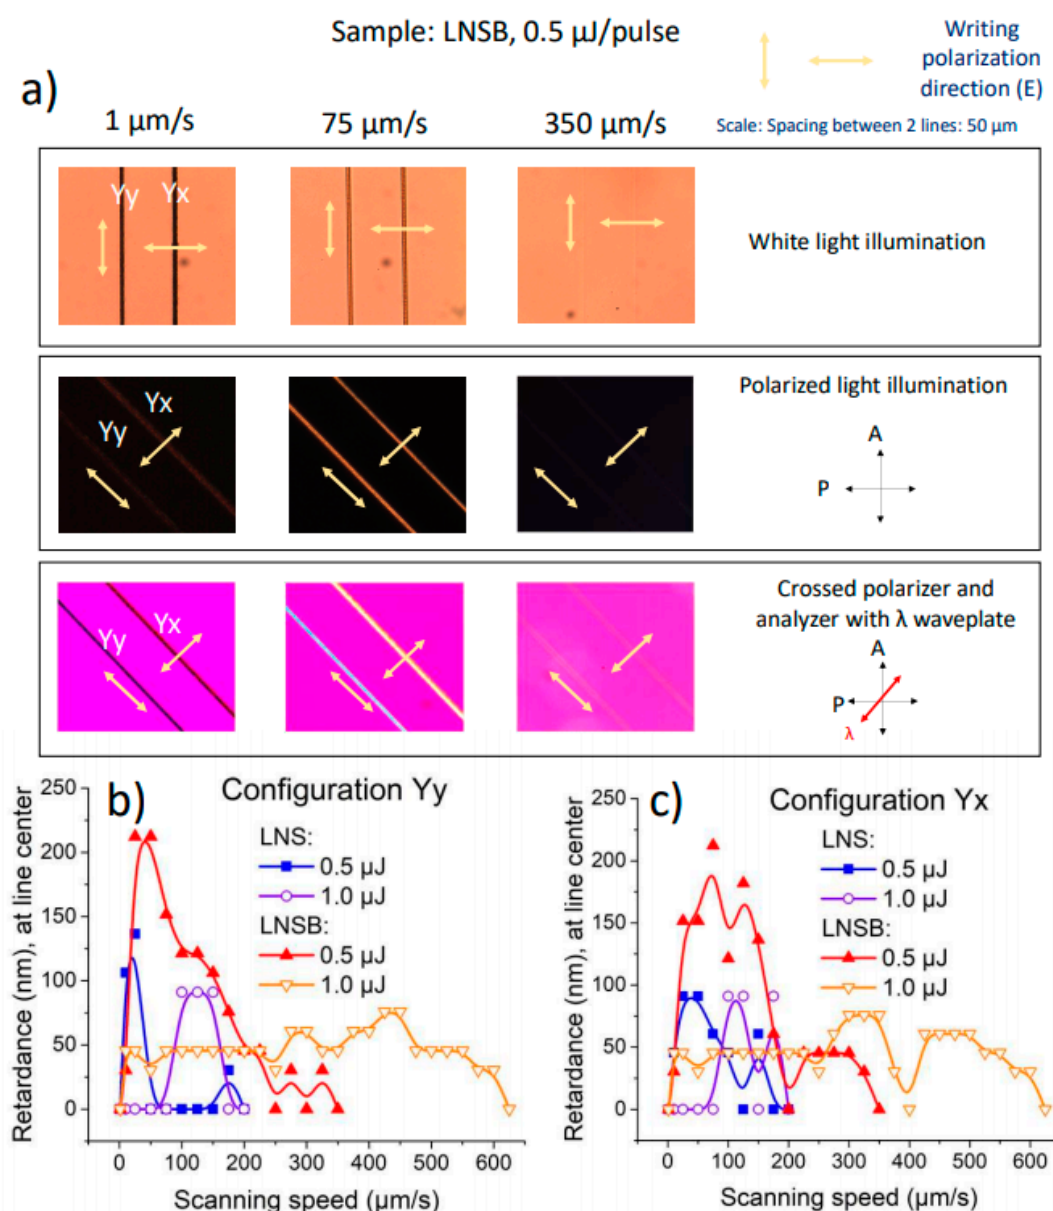 Sample: LNSB, 0.5 µJ/pulse
Writing
polarization
direction (E)
a)
1 µm/s
75 µm/s
350 µm/s
Scale: Spacing between 2 lines: 50 µm
Yy
Yx
White light illumination
Yx
Yy
Polarized light illumination
A
P
Yx
Yy
Crossed polarizer and
analyzer with λ waveplate
A
P
λ
b)
Configuration Yy
LNS:
0.5 µJ
1.0 µJ
LNSB:
0.5 µJ
1.0 µJ
Retardance (nm), at line center
250
200
150
100
50
0
0
100
200
300
400
500
600
Scanning speed (µm/s)
c)
Configuration Yx
LNS:
0.5 µJ
1.0 µJ
LNSB:
0.5 µJ
1.0 µJ
Retardance (nm), at line center
250
200
150
100
50
0
0
100
200
300
400
500
600
Scanning speed (µm/s)